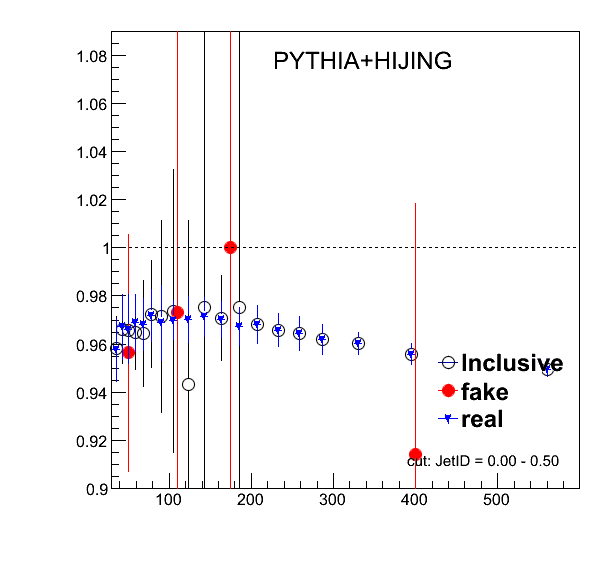 PYTHIA+HIJING
1.08
1.06
1.04
1.02
1
0.98
0.96
0.94
0.92
0.9
Inclusive
fake
real
cut: JetID = 0.00 - 0.50
100 200 300 400 500